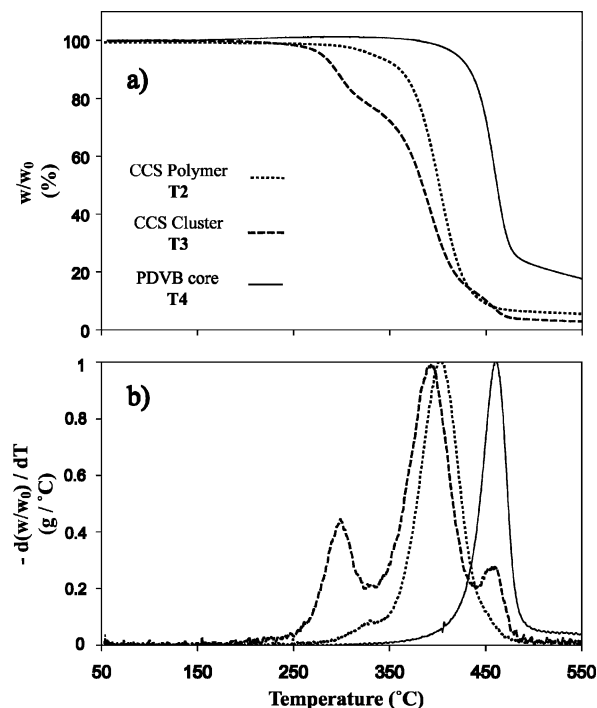 100
80
60
40
20
0
w/w0
(%)
a)
CCS Polymer
T2
CCS Cluster
T3
PDVB core
T4
1
0.8
0.6
0.4
0.2
0
- d(w/w0) / dT
(g / °C)
b)
50 150 250 350 450 550
Temperature (°C)